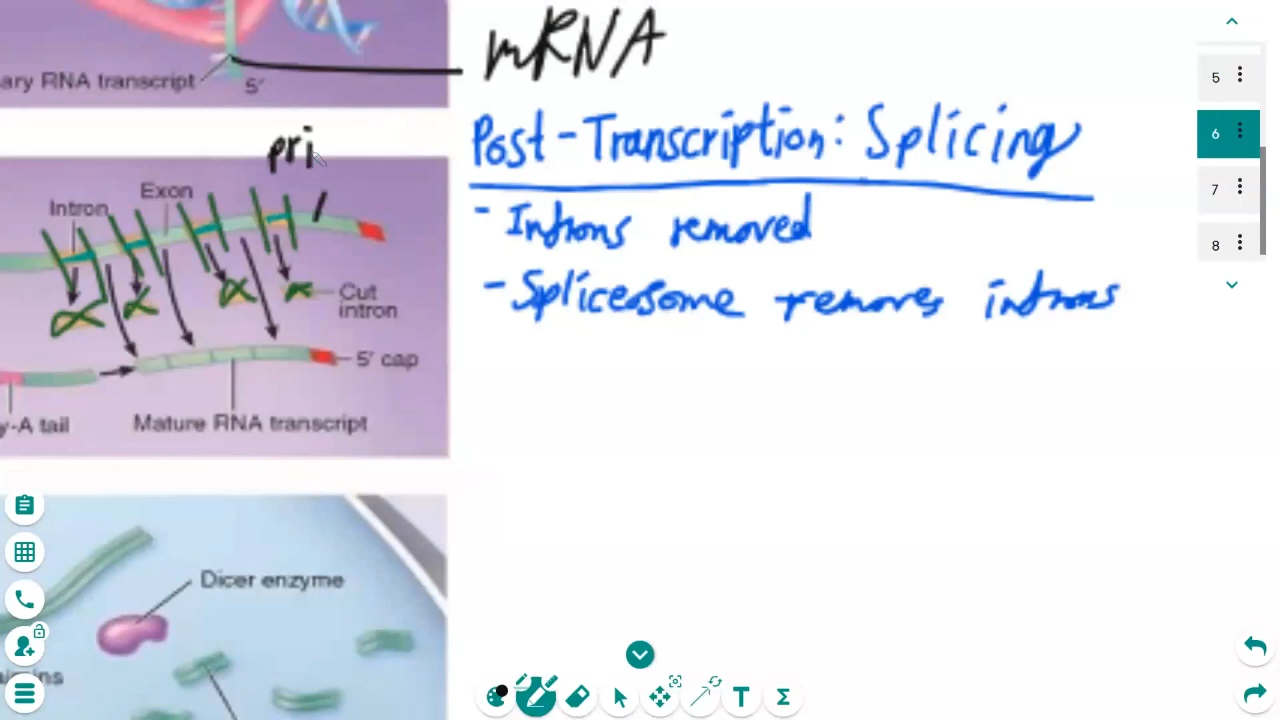 mRNA
ary RNA transcript
5'
Post-Transcription: Splicing
pri
Exon
Intron
- Introns removed
- Spliceosome removes introns
Cut
intron
5' cap
y-A tail
Mature RNA transcript
Dicer enzyme
ins
5
6
7
8
T
Σ